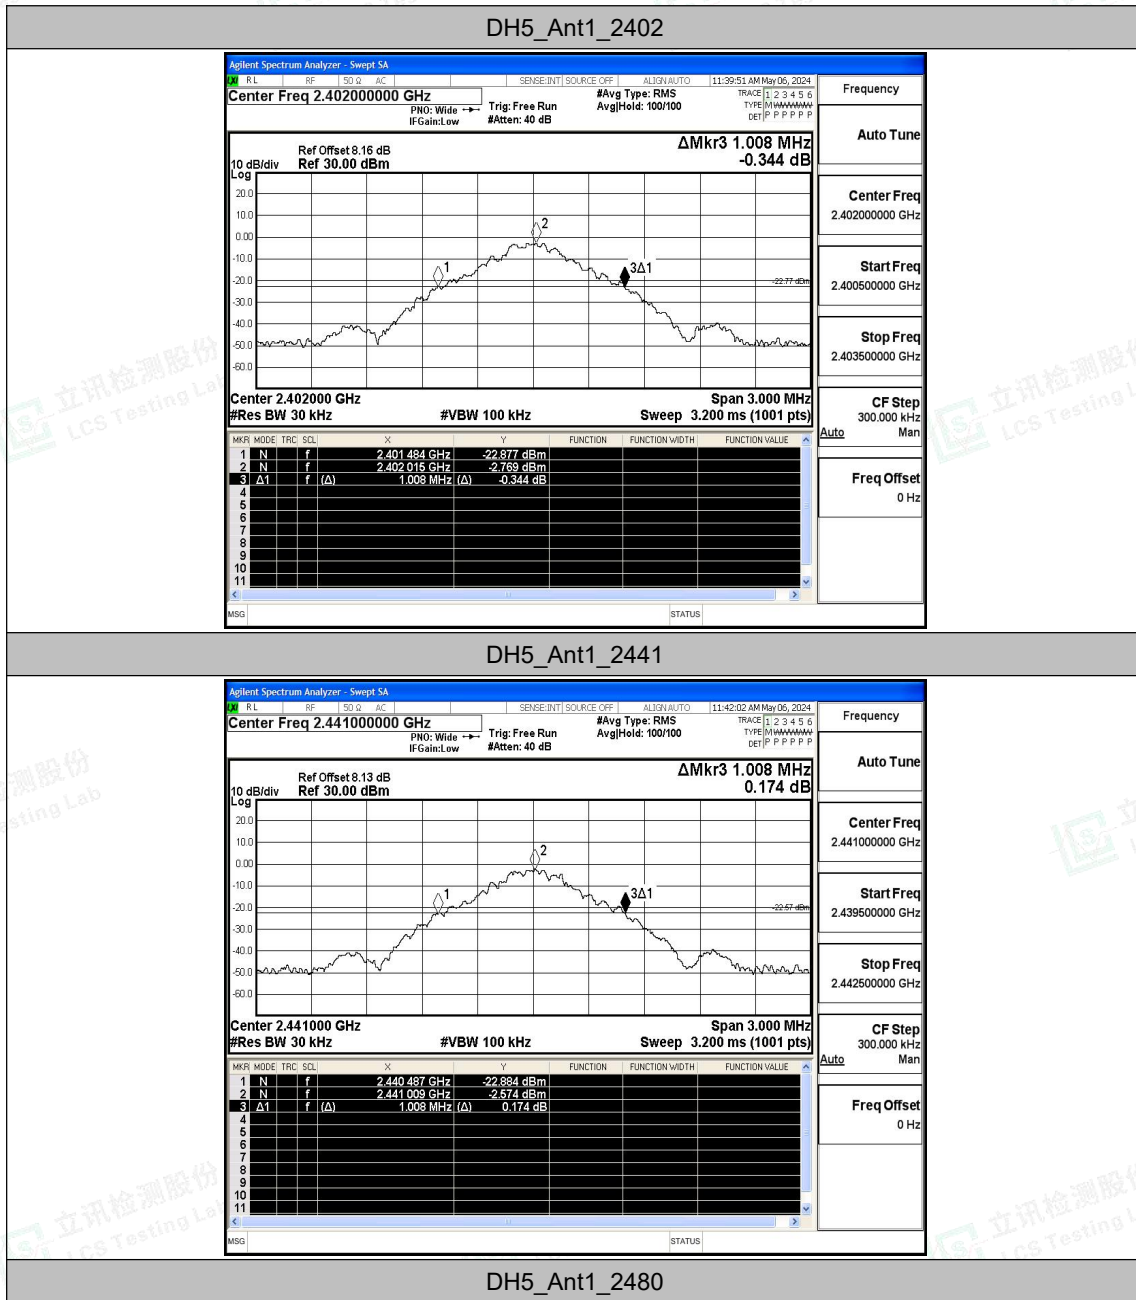 DH5_Ant1_2402
Agilent Spectrum Analyzer - Swept SA
LXI RL RF 50 Ω AC SENSE:INT SOURCE OFF ALIGN AUTO 11:39:51 AM May 06, 2024
Center Freq 2.402000000 GHz
PNO: Wide
IFGain:Low
Trig: Free Run
#Atten: 40 dB
#Avg Type: RMS
Avg|Hold: 100/100
TRACE 1 2 3 4 5 6
TYPE M WWWWW
DET P P P P P P
Ref Offset 8.16 dB
10 dB/div Ref 30.00 dBm
Log
ΔMkr3 1.008 MHz
-0.344 dB
20.0
10.0
0.00
-10.0
-20.0
-30.0
-40.0
-50.0
-60.0
1
2
3Δ1
-22.77 dBm
Center 2.402000 GHz Span 3.000 MHz
#Res BW 30 kHz #VBW 100 kHz Sweep 3.200 ms (1001 pts)
MKR MODE TRC SCL X Y FUNCTION FUNCTION WIDTH FUNCTION VALUE
1 N f 2.401 484 GHz -22.877 dBm
2 N f 2.402 015 GHz -2.769 dBm
3 Δ1 f (Δ) 1.008 MHz (Δ) -0.344 dB
4
5
6
7
8
9
10
11
MSG STATUS
Frequency
Auto Tune
Center Freq
2.402000000 GHz
Start Freq
2.400500000 GHz
Stop Freq
2.403500000 GHz
CF Step
300.000 kHz
Auto Man
Freq Offset
0 Hz
DH5_Ant1_2441
Agilent Spectrum Analyzer - Swept SA
LXI RL RF 50 Ω AC SENSE:INT SOURCE OFF ALIGN AUTO 11:42:02 AM May 06, 2024
Center Freq 2.441000000 GHz
PNO: Wide
IFGain:Low
Trig: Free Run
#Atten: 40 dB
#Avg Type: RMS
Avg|Hold: 100/100
TRACE 1 2 3 4 5 6
TYPE M WWWWW
DET P P P P P P
Ref Offset 8.13 dB
10 dB/div Ref 30.00 dBm
Log
ΔMkr3 1.008 MHz
0.174 dB
20.0
10.0
0.00
-10.0
-20.0
-30.0
-40.0
-50.0
-60.0
1
2
3Δ1
-22.57 dBm
Center 2.441000 GHz Span 3.000 MHz
#Res BW 30 kHz #VBW 100 kHz Sweep 3.200 ms (1001 pts)
MKR MODE TRC SCL X Y FUNCTION FUNCTION WIDTH FUNCTION VALUE
1 N f 2.440 487 GHz -22.884 dBm
2 N f 2.441 009 GHz -2.574 dBm
3 Δ1 f (Δ) 1.008 MHz (Δ) 0.174 dB
4
5
6
7
8
9
10
11
MSG STATUS
Frequency
Auto Tune
Center Freq
2.441000000 GHz
Start Freq
2.439500000 GHz
Stop Freq
2.442500000 GHz
CF Step
300.000 kHz
Auto Man
Freq Offset
0 Hz
DH5_Ant1_2480
立讯检测股份
LCS Testing Lab